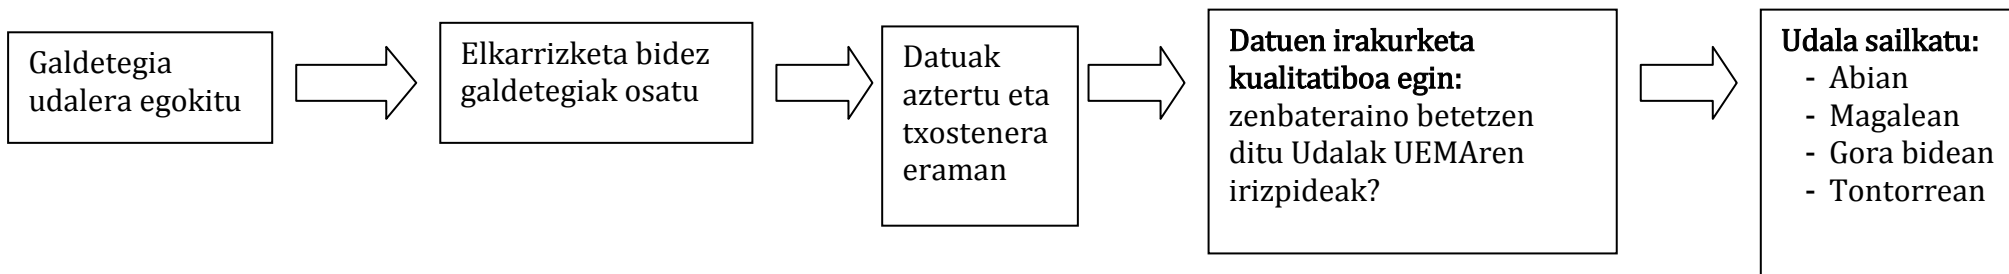 Galdetegia
udalera egokitu
Elkarrizketa bidez
galdetegiak osatu
Datuak
aztertu eta
txostenera
eraman
Datuen irakurketa
kualitatiboa egin:
zenbateraino betetzen
ditu Udalak UEMAren
irizpideak?
Udala sailkatu:
- Abian
- Magalean
- Gora bidean
- Tontorrean